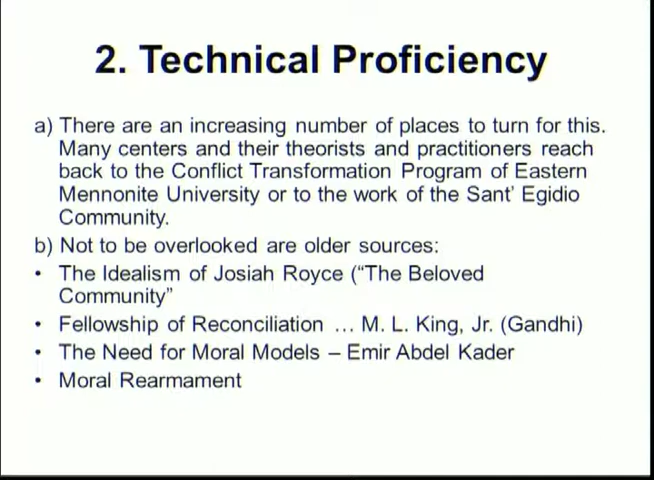 2. Technical Proficiency
a) There are an increasing number of places to turn for this.
Many centers and their theorists and practitioners reach
back to the Conflict Transformation Program of Eastern
Mennonite University or to the work of the Sant' Egidio
Community.
b) Not to be overlooked are older sources:
• The Idealism of Josiah Royce (“The Beloved
Community”
• Fellowship of Reconciliation … M. L. King, Jr. (Gandhi)
• The Need for Moral Models – Emir Abdel Kader
• Moral Rearmament